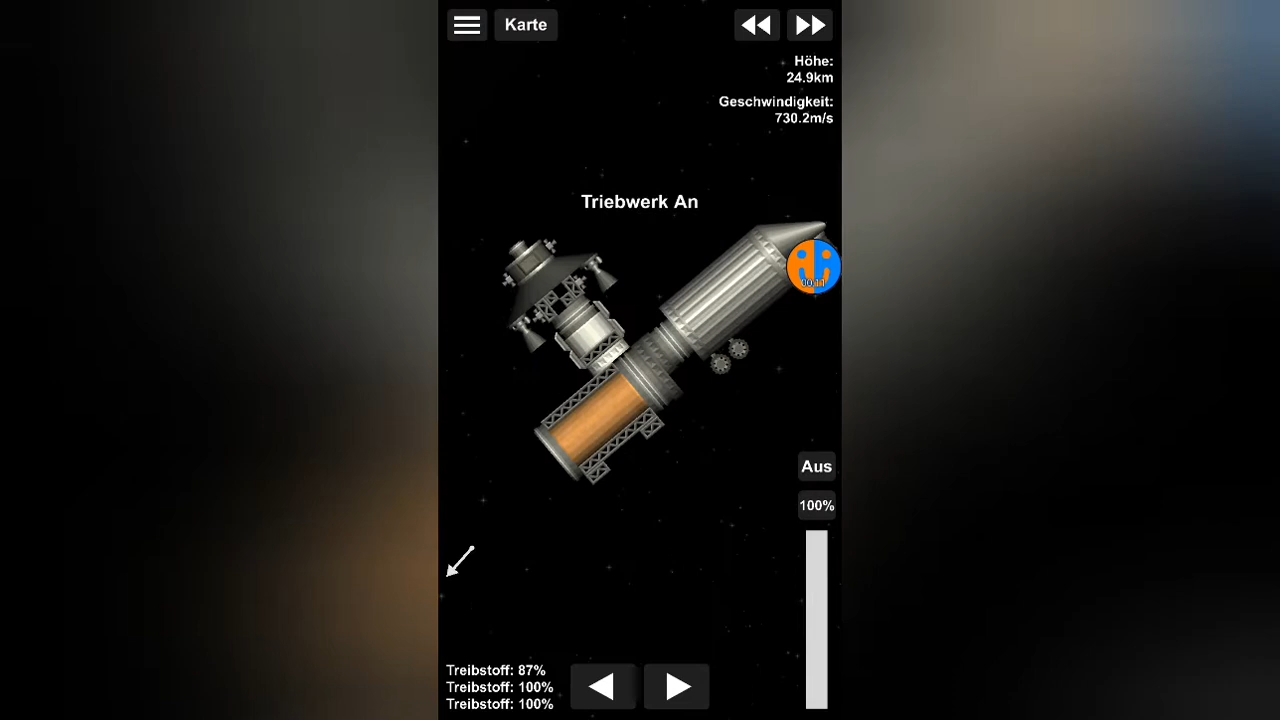 Karte
Höhe:
24.9km
Geschwindigkeit:
730.2m/s
Triebwerk An
Aus
100%
Treibstoff: 87%
Treibstoff: 100%
Treibstoff: 100%